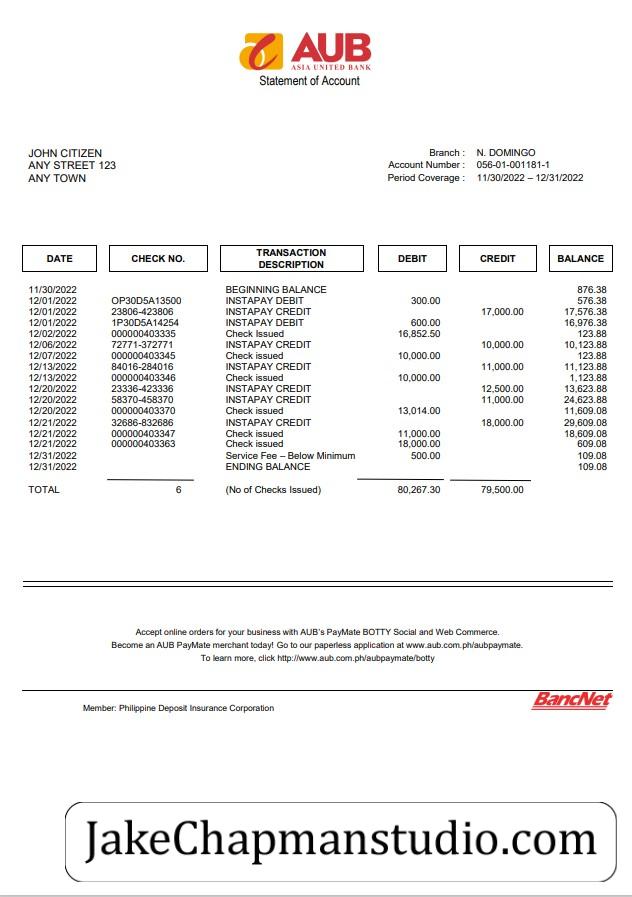 AUB
ASIA UNITED BANK
Statement of Account
JOHN CITIZEN
ANY STREET 123
ANY TOWN
Branch : N. DOMINGO
Account Number : 056-01-001181-1
Period Coverage : 11/30/2022 – 12/31/2022
DATE CHECK NO. TRANSACTION DESCRIPTION DEBIT CREDIT BALANCE
11/30/2022 BEGINNING BALANCE 876.38
12/01/2022 OP30D5A13500 INSTAPAY DEBIT 300.00 576.38
12/01/2022 23806-423806 INSTAPAY CREDIT 17,000.00 17,576.38
12/01/2022 1P30D5A14254 INSTAPAY DEBIT 600.00 16,976.38
12/02/2022 000000403335 Check Issued 16,852.50 123.88
12/06/2022 72771-372771 INSTAPAY CREDIT 10,000.00 10,123.88
12/07/2022 000000403345 Check issued 10,000.00 123.88
12/13/2022 84016-284016 INSTAPAY CREDIT 11,000.00 11,123.88
12/13/2022 000000403346 Check issued 10,000.00 1,123.88
12/20/2022 23336-423336 INSTAPAY CREDIT 12,500.00 13,623.88
12/20/2022 58370-458370 INSTAPAY CREDIT 11,000.00 24,623.88
12/20/2022 000000403370 Check issued 13,014.00 11,609.08
12/21/2022 32686-832686 INSTAPAY CREDIT 18,000.00 29,609.08
12/21/2022 000000403347 Check issued 11,000.00 18,609.08
12/21/2022 000000403363 Check issued 18,000.00 609.08
12/31/2022 Service Fee – Below Minimum 500.00 109.08
12/31/2022 ENDING BALANCE 109.08
TOTAL 6 (No of Checks Issued) 80,267.30 79,500.00
Accept online orders for your business with AUB's PayMate BOTTY Social and Web Commerce.
Become an AUB PayMate merchant today! Go to our paperless application at www.aub.com.ph/aubpaymate.
To learn more, click http://www.aub.com.ph/aubpaymate/botty
BancNet
Member: Philippine Deposit Insurance Corporation
JakeChapmanstudio.com